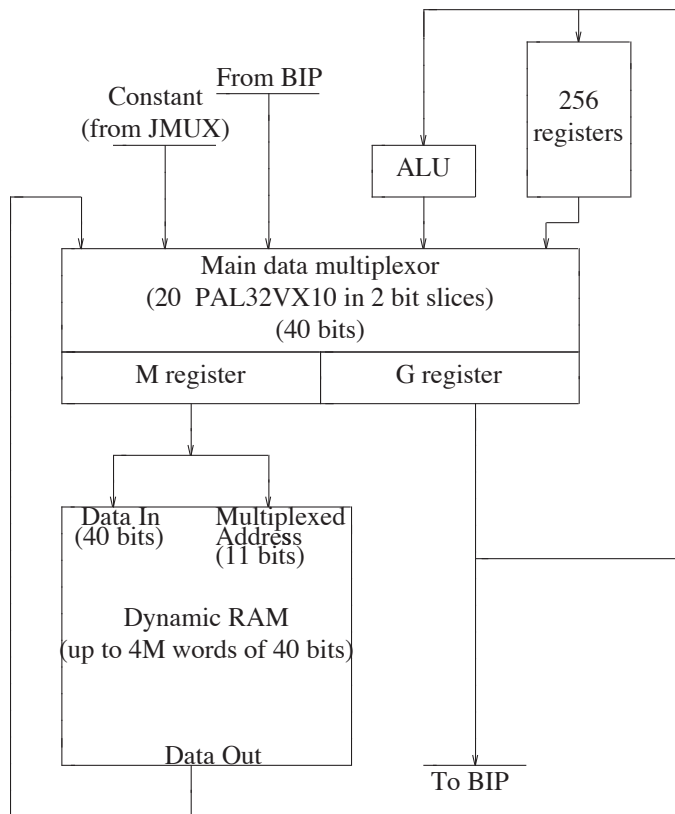 From BIP
Constant
(from JMUX)
256
registers
ALU
Main data multiplexor
(20 PAL32VX10 in 2 bit slices)
(40 bits)
M register
G register
Data In
(40 bits)
Multiplexed
Address
(11 bits)
Dynamic RAM
(up to 4M words of 40 bits)
Data Out
To BIP